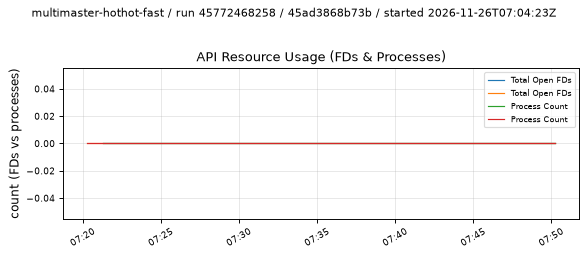 multimaster-hothot-fast / run 45772468258 / 45ad3868b73b / started 2026-11-26T07:04:23Z
API Resource Usage (FDs & Processes)
count (FDs vs processes)
0.04
0.02
0.00
−0.02
−0.04
Total Open FDs
Total Open FDs
Process Count
Process Count
07:20
07:25
07:30
07:35
07:40
07:45
07:50